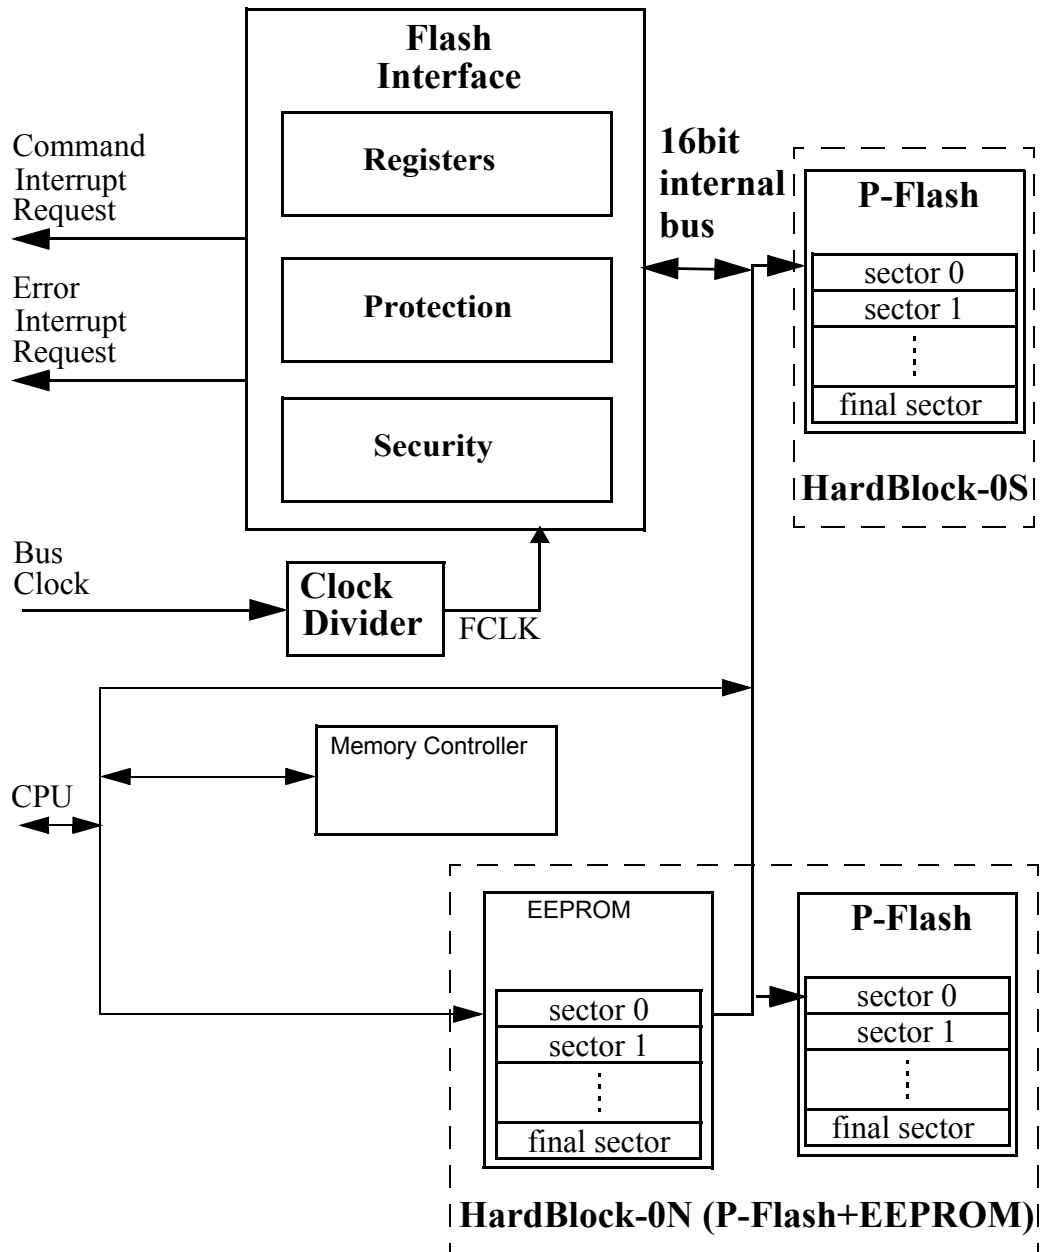 Flash
Interface
Registers
Protection
Security
Command
Interrupt
Request
Error
Interrupt
Request
16bit
internal
bus
P-Flash
sector 0
sector 1
final sector
HardBlock-0S
Bus
Clock
Clock
Divider
FCLK
Memory Controller
CPU
EEPROM
sector 0
sector 1
final sector
P-Flash
sector 0
sector 1
final sector
HardBlock-0N (P-Flash+EEPROM)